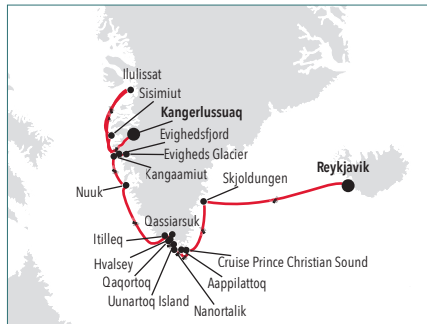 Ilulissat
Sisimiut
Kangerlussuaq
Evighedsfjord
Evigheds Glacier
Kangaamiut
Reykjavik
Skjoldungen
Nuuk
Qassiarsuk
Itilleq
Hvalsey
Cruise Prince Christian Sound
Qaqortoq
Aappilattoq
Uunartoq Island
Nanortalik